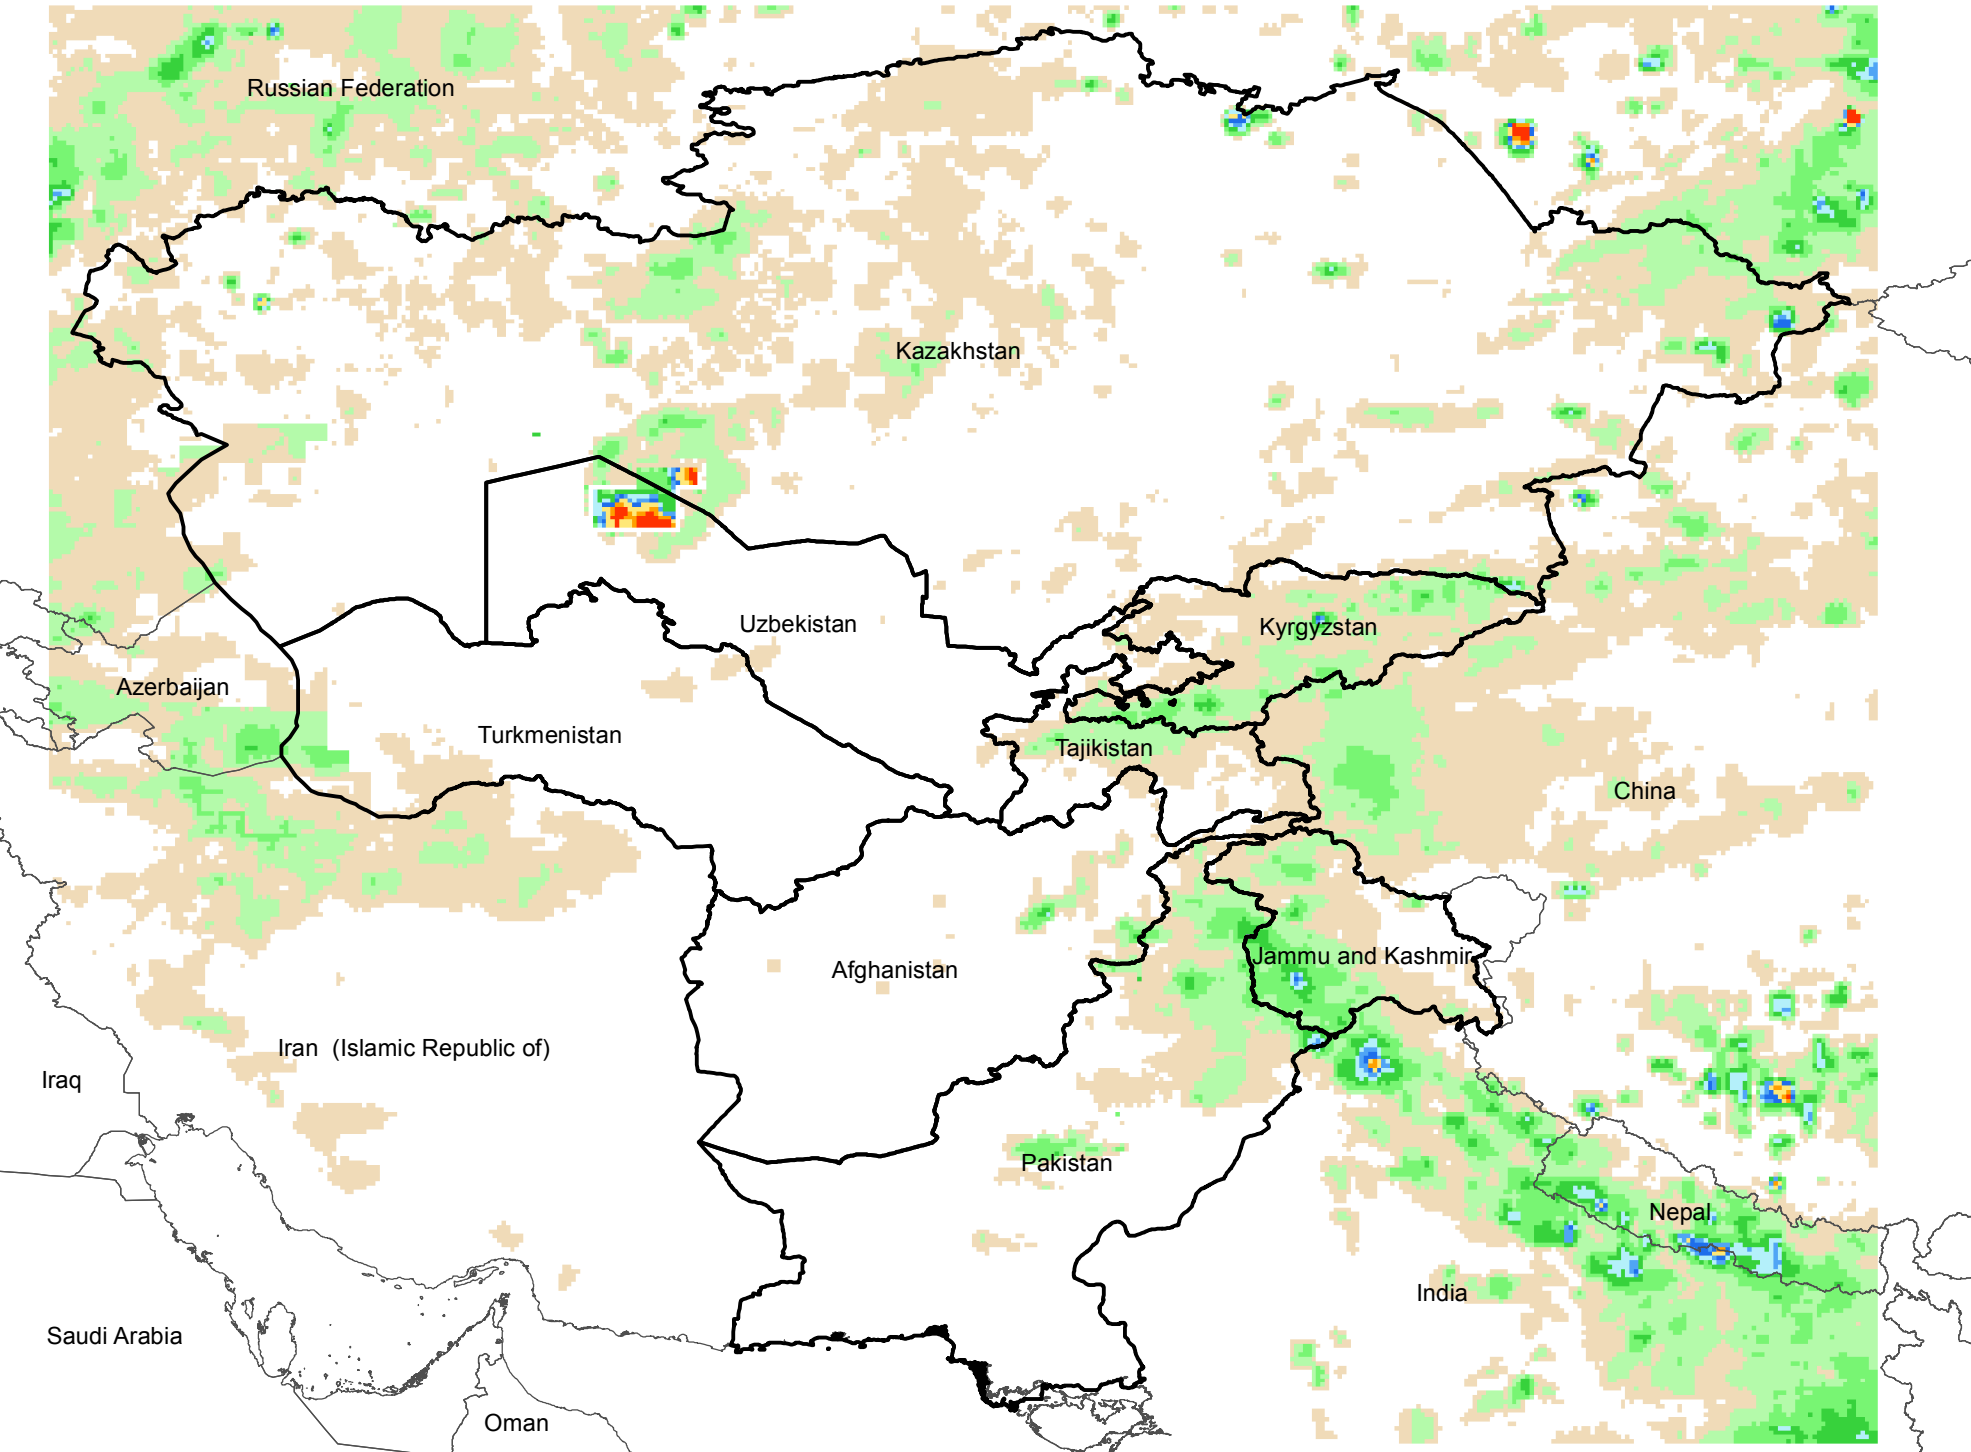 Russian Federation
Kazakhstan
Uzbekistan
Kyrgyzstan
Azerbaijan
Turkmenistan
Tajikistan
China
Jammu and Kashmir
Afghanistan
Iran  (Islamic Republic of)
Iraq
Pakistan
Nepal
India
Saudi Arabia
Oman